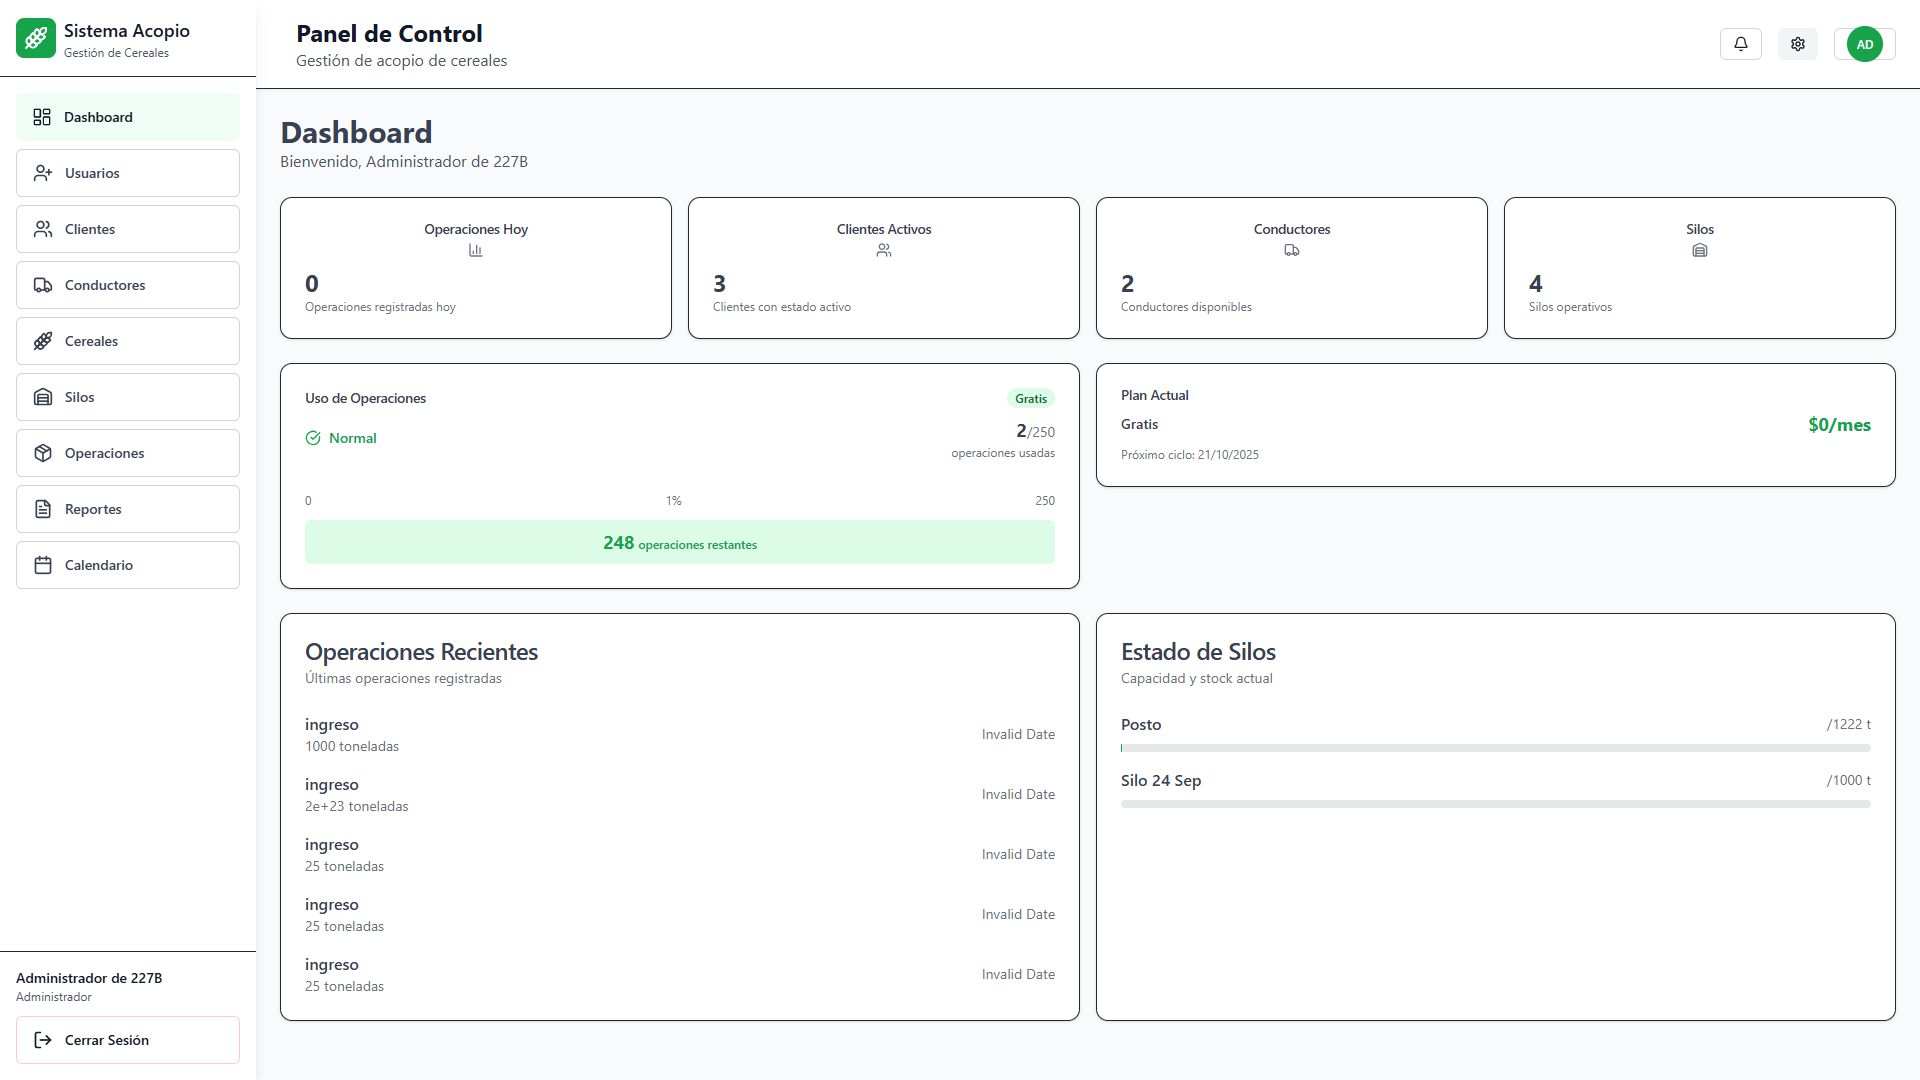 Sistema Acopio
Gestión de Cereales
Dashboard
Usuarios
Clientes
Conductores
Cereales
Silos
Operaciones
Reportes
Calendario
Administrador de 227B
Administrador
Cerrar Sesión
Panel de Control
Gestión de acopio de cereales
AD
Dashboard
Bienvenido, Administrador de 227B
Operaciones Hoy
0
Operaciones registradas hoy
Clientes Activos
3
Clientes con estado activo
Conductores
2
Conductores disponibles
Silos
4
Silos operativos
Uso de Operaciones
Gratis
Normal
2/250
operaciones usadas
0 1% 250
248 operaciones restantes
Plan Actual
Gratis
$0/mes
Próximo ciclo: 21/10/2025
Operaciones Recientes
Últimas operaciones registradas
ingreso
1000 toneladas
Invalid Date
ingreso
2e+23 toneladas
Invalid Date
ingreso
25 toneladas
Invalid Date
ingreso
25 toneladas
Invalid Date
ingreso
25 toneladas
Invalid Date
Estado de Silos
Capacidad y stock actual
Posto /1222 t
Silo 24 Sep /1000 t